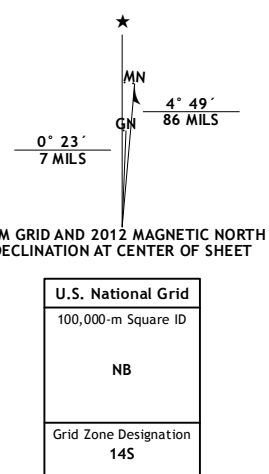 ★
MN
GN
4° 49´
86 MILS
0° 23´
7 MILS
M GRID AND 2012 MAGNETIC NORTH
DECLINATION AT CENTER OF SHEET
U.S. National Grid
100,000-m Square ID
NB
Grid Zone Designation
14S